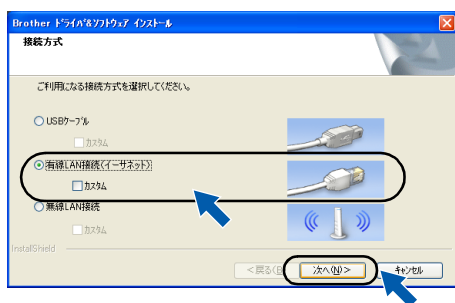 Brother ドライバ&ソフトウェア インストール
接続方式
ご利用になる接続方式を選択してください。
USBケーブル
カスタム
有線LAN接続(イーサネット)
カスタム
無線LAN接続
カスタム
InstallShield
<戻る(B)
次へ(N)>
キャンセル